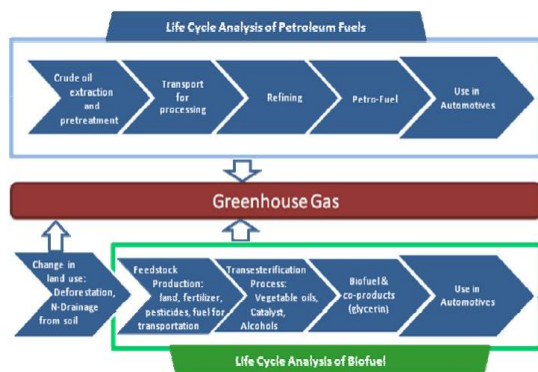 Life Cycle Analysis of Petroleum Fuels
Crude oil
extraction
and
pretreatment
Transport
for
processing
Refining
Petro-Fuel
Use in
Automotives
Greenhouse Gas
Change in
land use:
Deforestation,
N-Drainage
from soil
Feedstock
Production:
land, fertilizer,
pesticides, fuel for
transportation
Transesterification
Process:
Vegetable oils,
Catalyst,
Alcohols
Biofuel &
co-products
(glycerin)
Use in
Automotives
Life Cycle Analysis of Biofuel